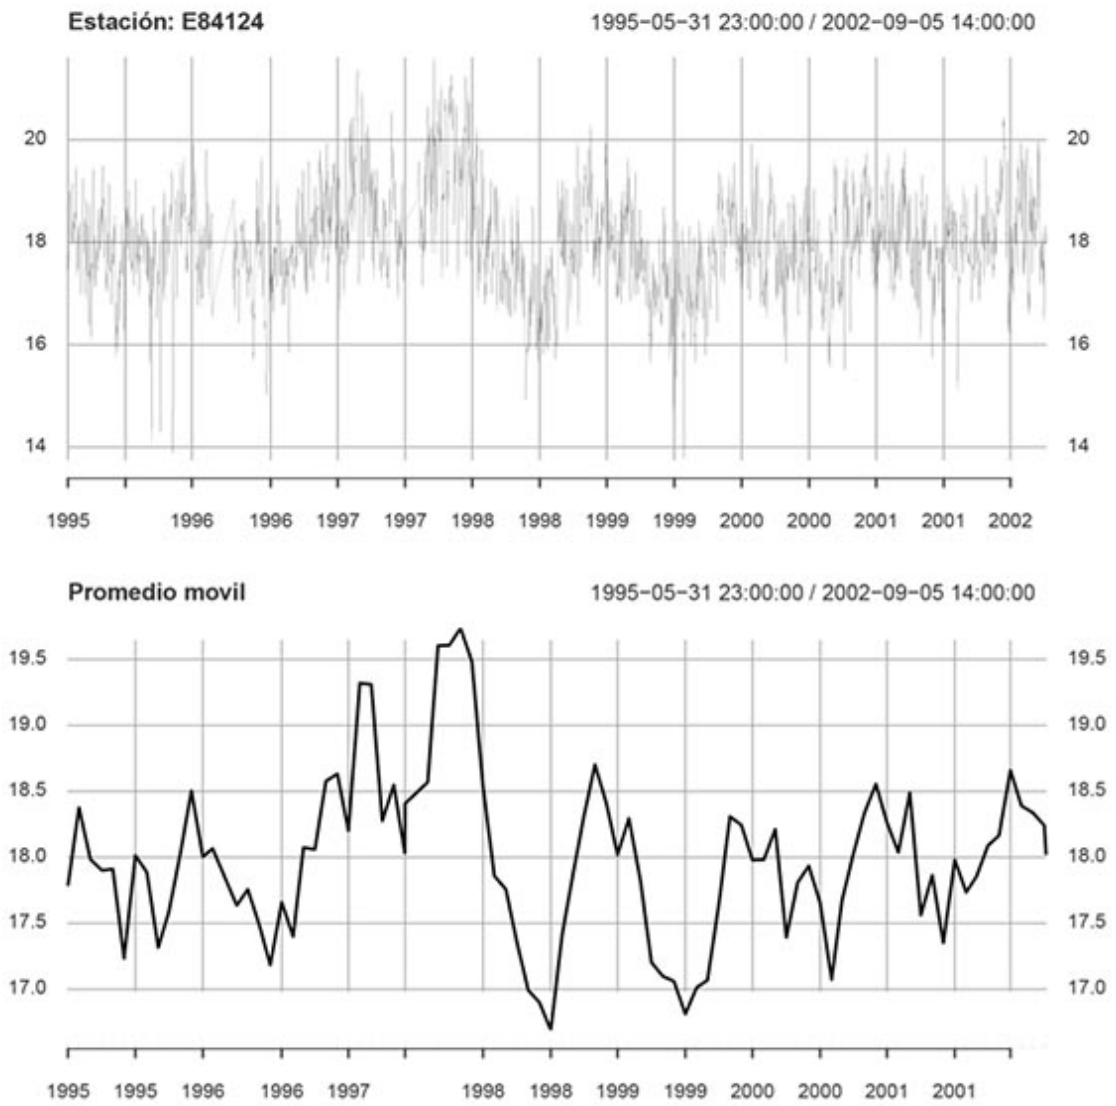 Estación: E84124 1995−05−31 23:00:00 / 2002−09−05 14:00:00
20 20
18 18
16 16
14 14
1995 1996 1996 1997 1997 1998 1998 1999 1999 2000 2000 2001 2001 2002
Promedio movil 1995−05−31 23:00:00 / 2002−09−05 14:00:00
19.5 19.5
19.0 19.0
18.5 18.5
18.0 18.0
17.5 17.5
17.0 17.0
1995 1995 1996 1996 1997 1998 1998 1999 1999 2000 2000 2001 2001